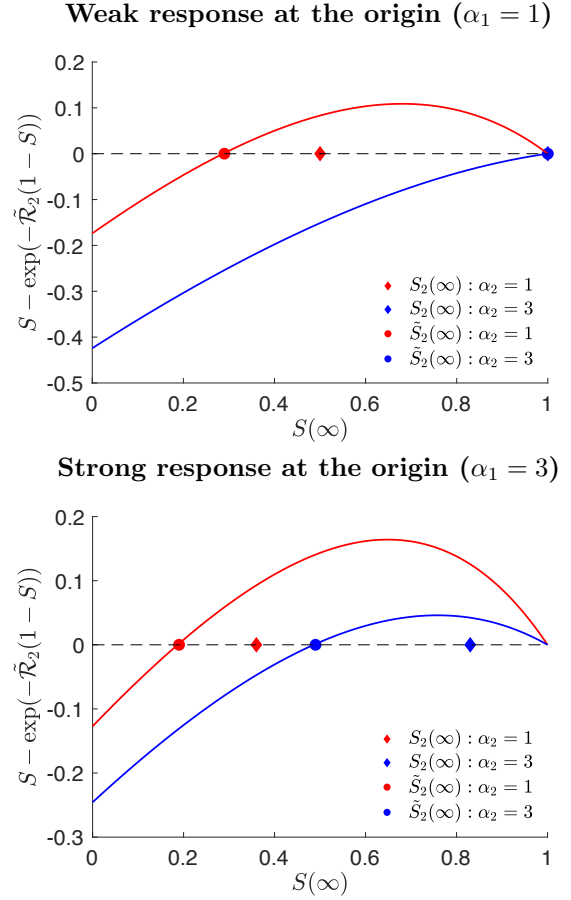 Weak response at the origin (α₁ = 1)
0.2
0.1
0
-0.1
-0.2
-0.3
-0.4
-0.5
S − exp(−R̃₂(1 − S))
S₂(∞) : α₂ = 1
S₂(∞) : α₂ = 3
S̃₂(∞) : α₂ = 1
S̃₂(∞) : α₂ = 3
0 0.2 0.4 0.6 0.8 1
S(∞)
Strong response at the origin (α₁ = 3)
0.2
0.1
0
-0.1
-0.2
-0.3
S − exp(−R̃₂(1 − S))
S₂(∞) : α₂ = 1
S₂(∞) : α₂ = 3
S̃₂(∞) : α₂ = 1
S̃₂(∞) : α₂ = 3
0 0.2 0.4 0.6 0.8 1
S(∞)